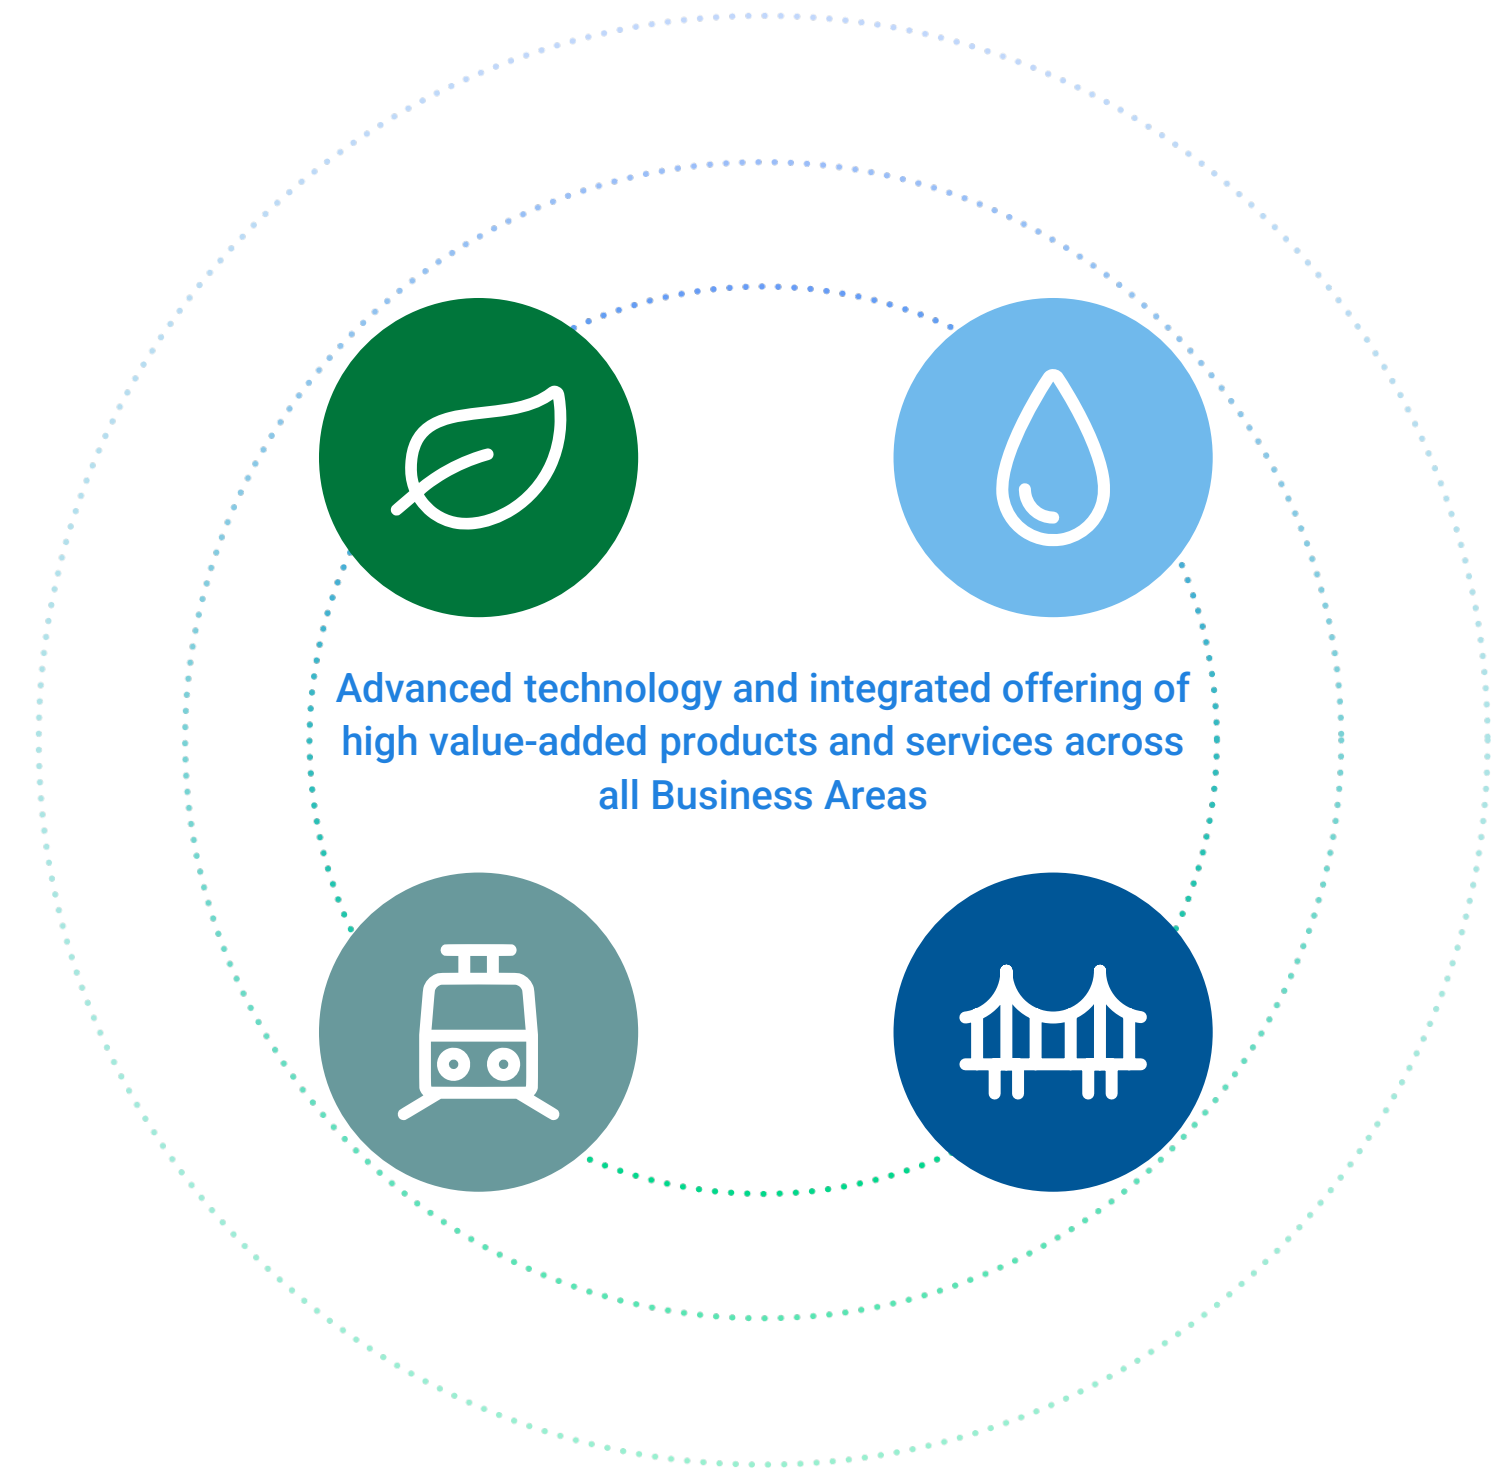 Advanced technology and integrated offering of
high value-added products and services across
all Business Areas